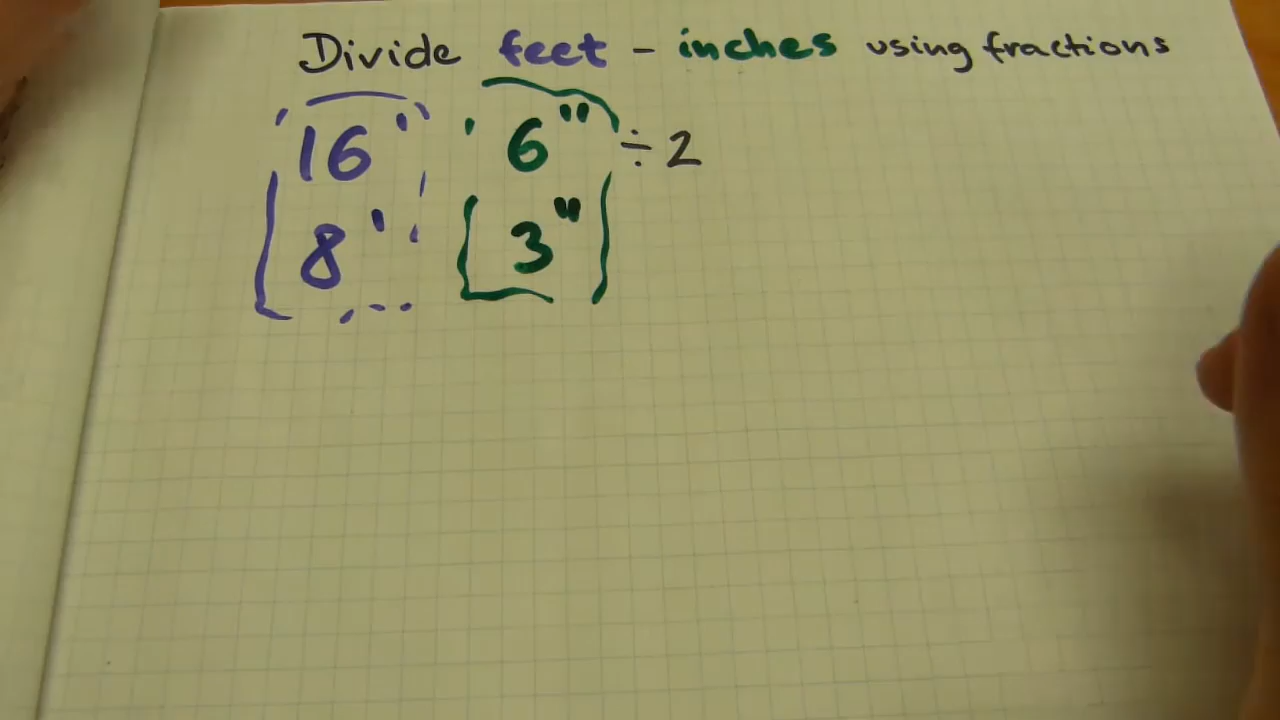 Divide feet - inches using fractions
16' 6" ÷ 2
8' 3"